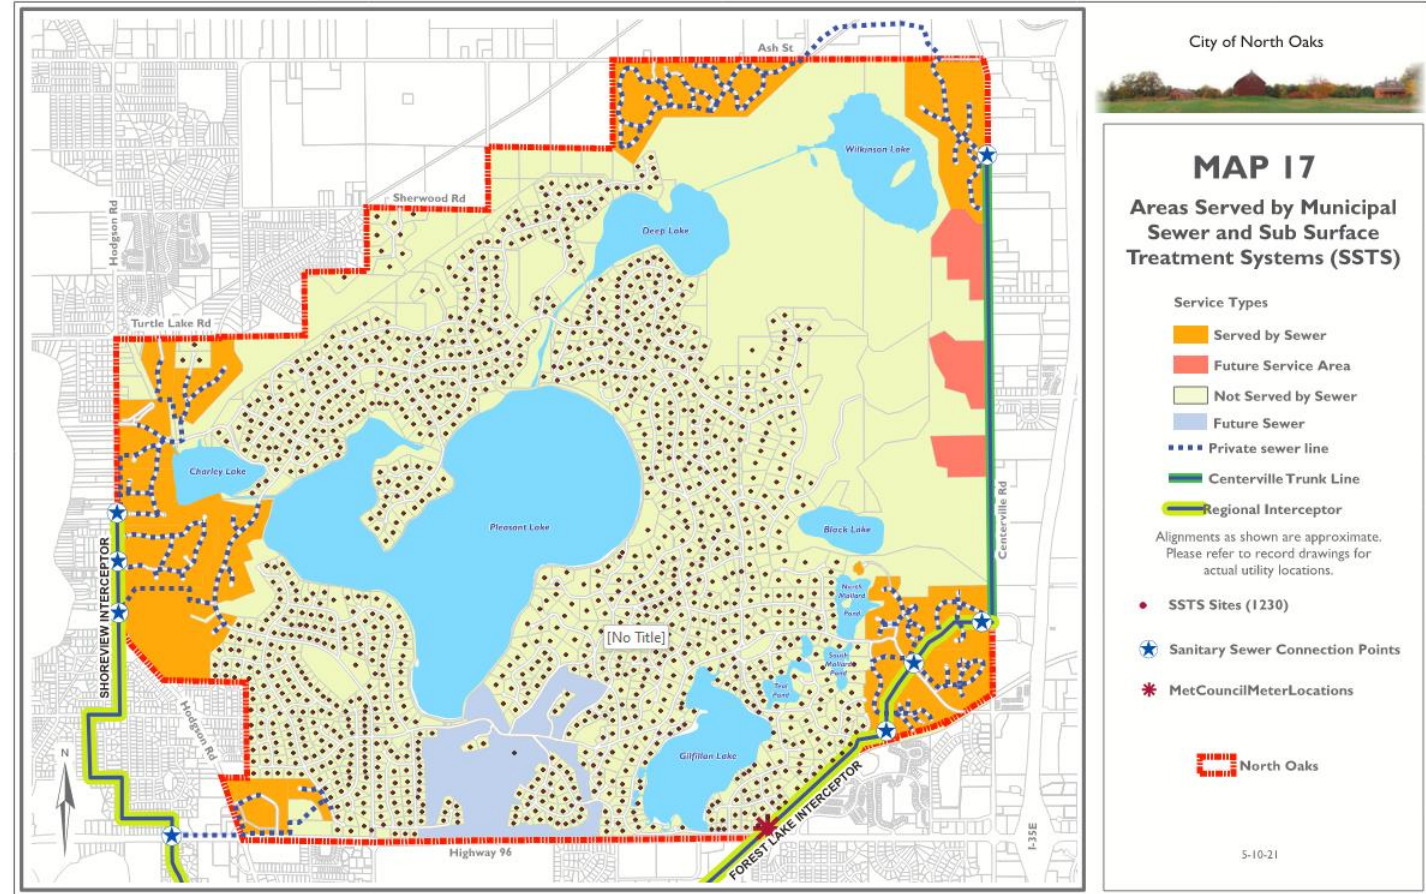 City of North Oaks
MAP 17
Areas Served by Municipal
Sewer and Sub Surface
Treatment Systems (SSTS)
Service Types
Served by Sewer
Future Service Area
Not Served by Sewer
Future Sewer
Private sewer line
Centerville Trunk Line
Regional Interceptor
Alignments as shown are approximate.
Please refer to record drawings for
actual utility locations.
SSTS Sites (1230)
Sanitary Sewer Connection Points
MetCouncilMeterLocations
North Oaks
5-10-21
Ash St
Wilkinson Lake
Sherwood Rd
Hodgson Rd
Deep Lake
Turtle Lake Rd
Charley Lake
Pleasant Lake
Black Lake
Centerville Rd
SHOREVIEW INTERCEPTOR
North
Mallard
Pond
[No Title]
South
Mallard
Pond
Teal
Pond
Hodgson Rd
Gilfillan Lake
N
FOREST LAKE INTERCEPTOR
Highway 96
I-35E